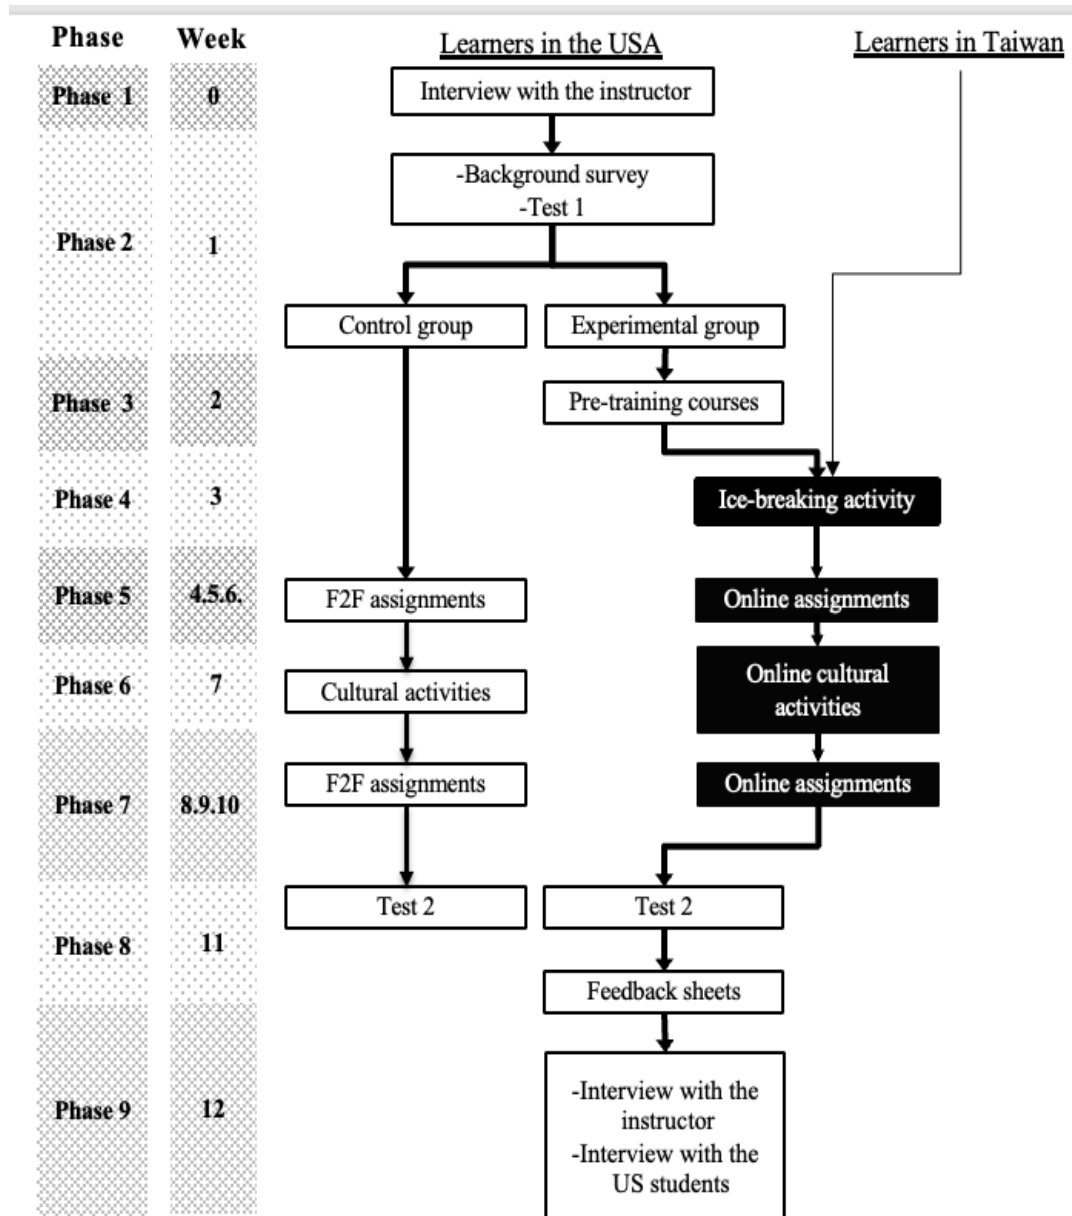 Phase Week Learners in the USA Learners in Taiwan
Phase 1 0 Interview with the instructor
-Background survey
-Test 1
Phase 2 1
Control group Experimental group
Phase 3 2 Pre-training courses
Phase 4 3 Ice-breaking activity
Phase 5 4.5.6. F2F assignments Online assignments
Phase 6 7 Cultural activities Online cultural
activities
Phase 7 8.9.10 F2F assignments Online assignments
Test 2 Test 2
Phase 8 11
Feedback sheets
Phase 9 12 -Interview with the
instructor
-Interview with the
US students